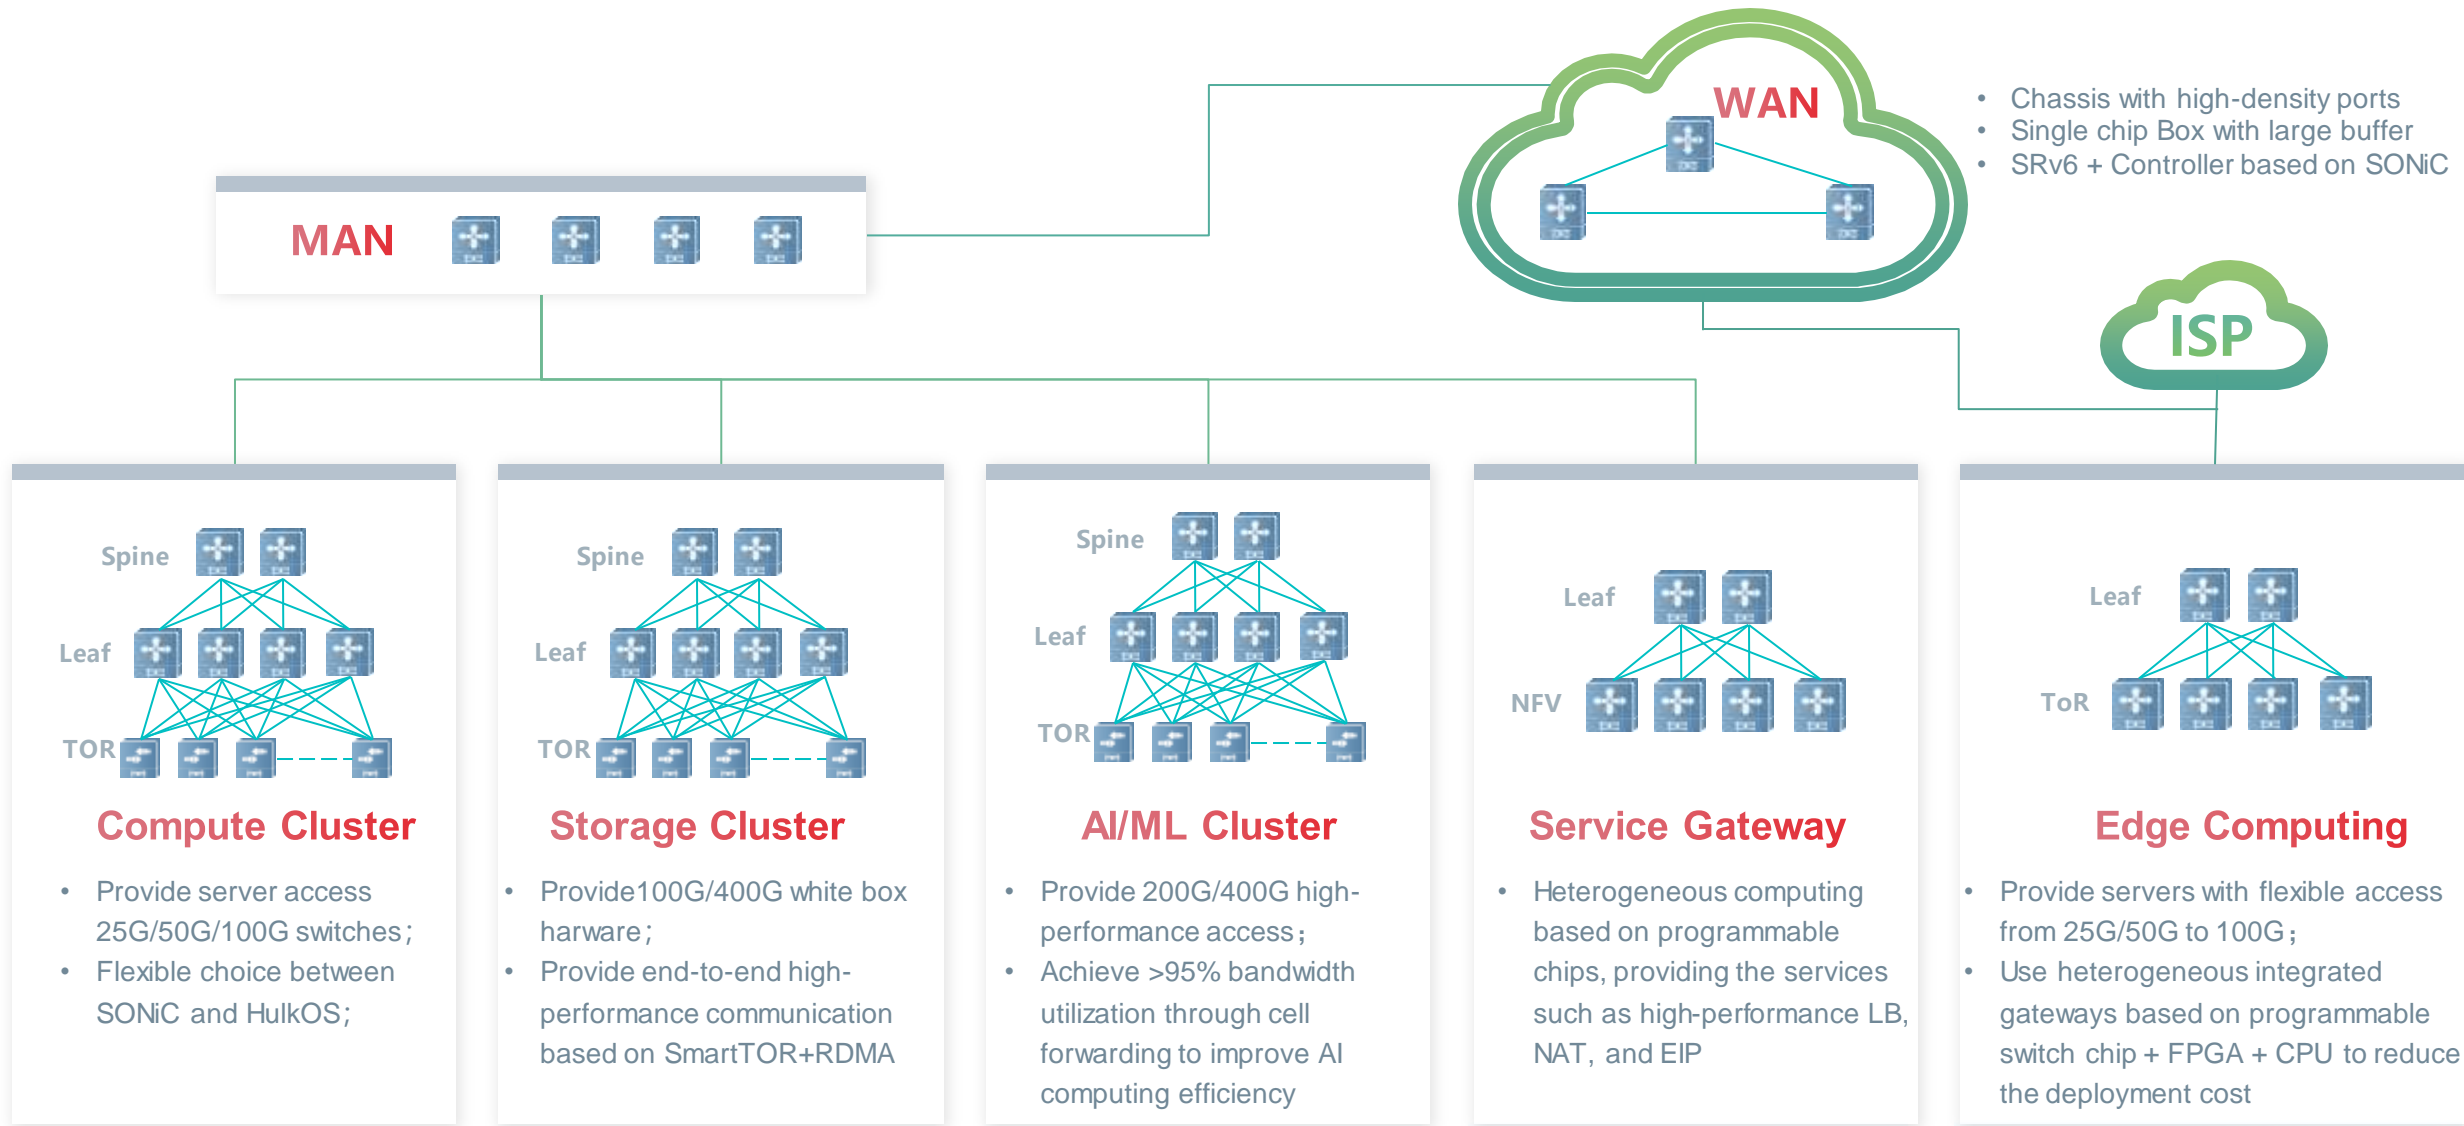 WAN
• Chassis with high-density ports
• Single chip Box with large buffer
• SRv6 + Controller based on SONiC
MAN
ISP
Spine
Leaf
TOR
Compute Cluster
• Provide server access
25G/50G/100G switches；
• Flexible choice between
SONiC and HulkOS；
Spine
Leaf
TOR
Storage Cluster
• Provide100G/400G white box
harware；
• Provide end-to-end high-
performance communication
based on SmartTOR+RDMA
Spine
Leaf
TOR
AI/ML Cluster
• Provide 200G/400G high-
performance access；
• Achieve >95% bandwidth
utilization through cell
forwarding to improve AI
computing efficiency
Leaf
NFV
Service Gateway
• Heterogeneous computing
based on programmable
chips, providing the services
such as high-performance LB,
NAT, and EIP
Leaf
ToR
Edge Computing
• Provide servers with flexible access
from 25G/50G to 100G；
• Use heterogeneous integrated
gateways based on programmable
switch chip + FPGA + CPU to reduce
the deployment cost